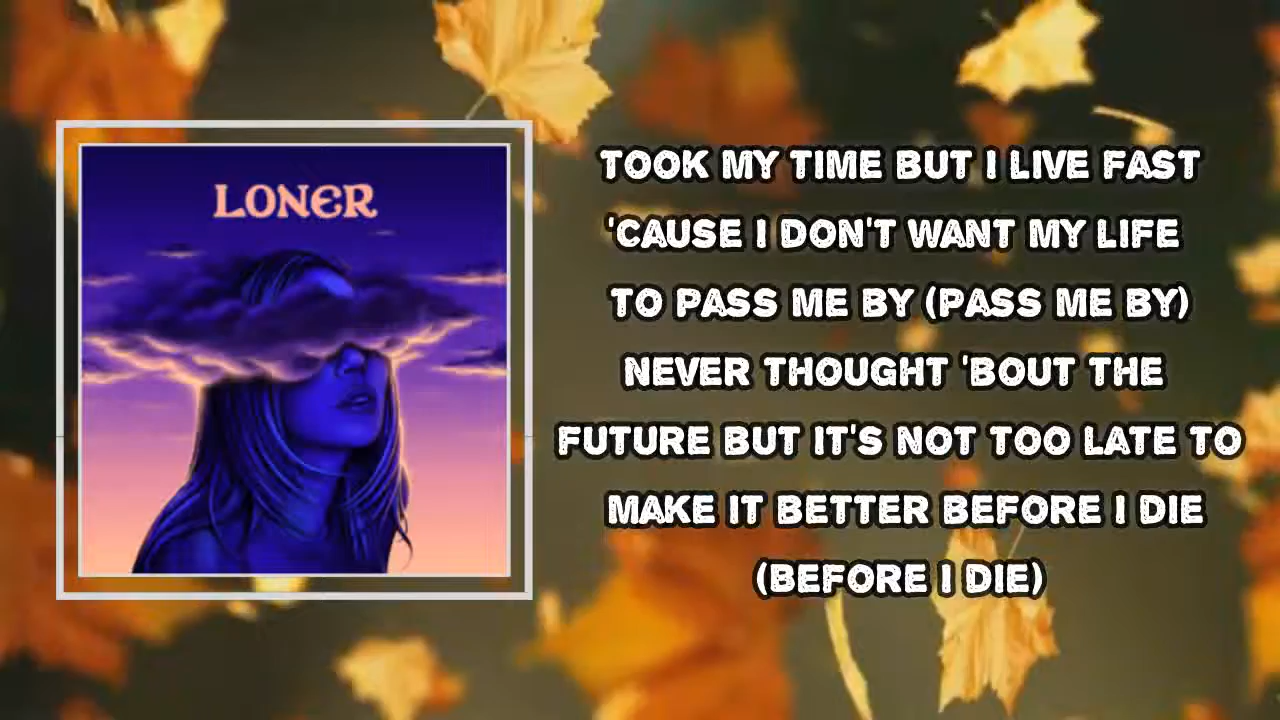 LONER
TOOK MY TIME BUT I LIVE FAST
'CAUSE I DON'T WANT MY LIFE
TO PASS ME BY (PASS ME BY)
NEVER THOUGHT 'BOUT THE
FUTURE BUT IT'S NOT TOO LATE TO
MAKE IT BETTER BEFORE I DIE
(BEFORE I DIE)